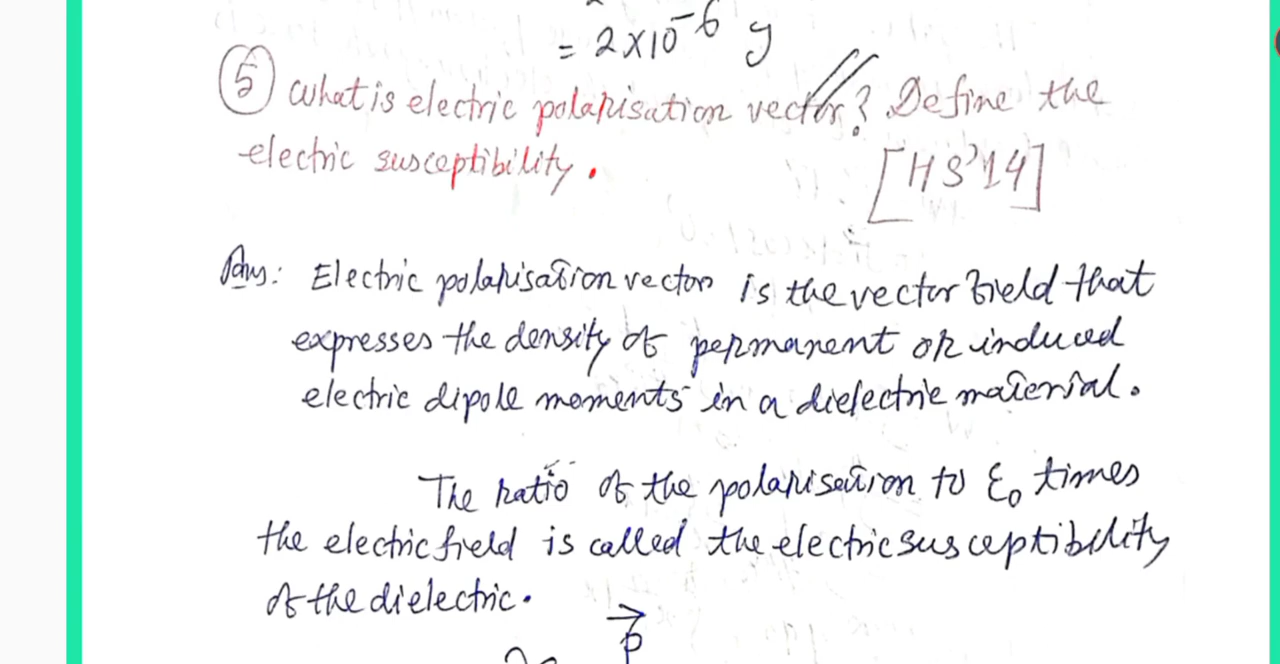 = 2×10⁻⁶ y
⑤ What is electric polarisation vector? Define the
electric susceptibility.
[HS'14]
Ans: Electric polarisation vector is the vector field that
expresses the density of permanent or induced
electric dipole moments in a dielectric material.
The ratio of the polarisation to ε₀ times
the electric field is called the electric susceptibility
of the dielectric.
p⃗